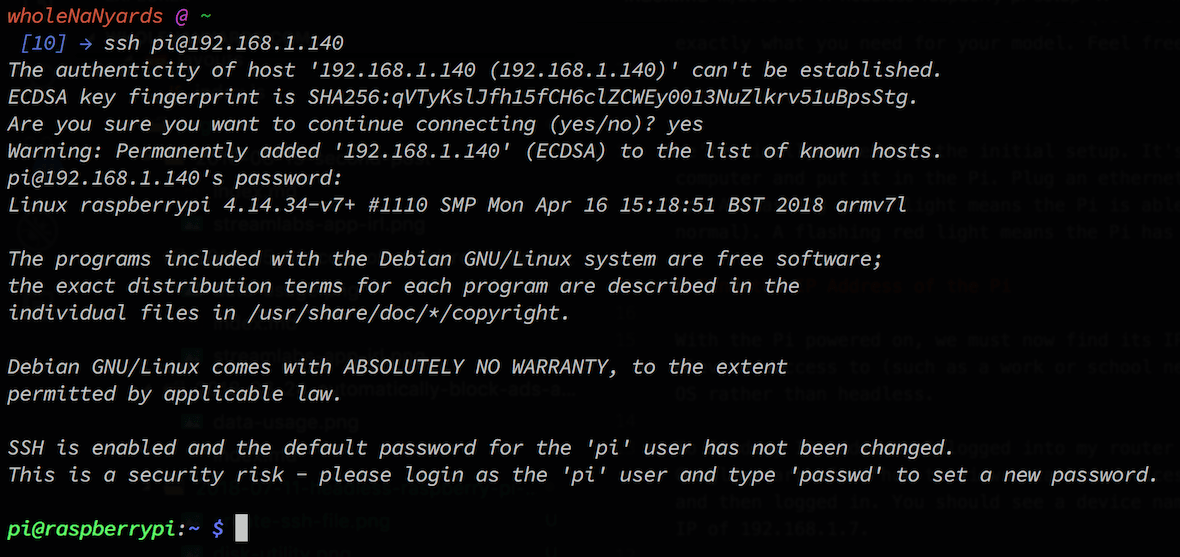 wholeNaNyards @ ~
[10] → ssh pi@192.168.1.140
The authenticity of host '192.168.1.140 (192.168.1.140)' can't be established.
ECDSA key fingerprint is SHA256:qVTyKslJfh15fCH6clZCWEy0013NuZlkrv51uBpsStg.
Are you sure you want to continue connecting (yes/no)? yes
Warning: Permanently added '192.168.1.140' (ECDSA) to the list of known hosts.
pi@192.168.1.140's password:
Linux raspberrypi 4.14.34-v7+ #1110 SMP Mon Apr 16 15:18:51 BST 2018 armv7l
The programs included with the Debian GNU/Linux system are free software;
the exact distribution terms for each program are described in the
individual files in /usr/share/doc/*/copyright.
Debian GNU/Linux comes with ABSOLUTELY NO WARRANTY, to the extent
permitted by applicable law.
SSH is enabled and the default password for the 'pi' user has not been changed.
This is a security risk - please login as the 'pi' user and type 'passwd' to set a new password.
pi@raspberrypi:~ $